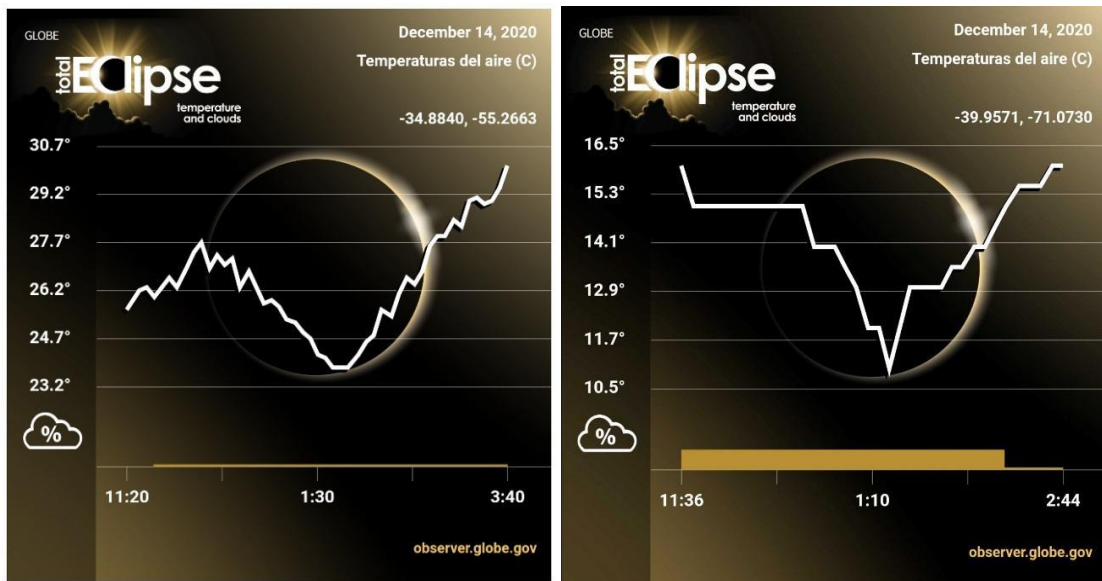 GLOBE
total
EClipse
temperature
and clouds
December 14, 2020
Temperaturas del aire (C)
-34.8840, -55.2663
30.7°
29.2°
27.7°
26.2°
24.7°
23.2°
%
11:20
1:30
3:40
observer.globe.gov
GLOBE
total
EClipse
temperature
and clouds
December 14, 2020
Temperaturas del aire (C)
-39.9571, -71.0730
16.5°
15.3°
14.1°
12.9°
11.7°
10.5°
%
11:36
1:10
2:44
observer.globe.gov